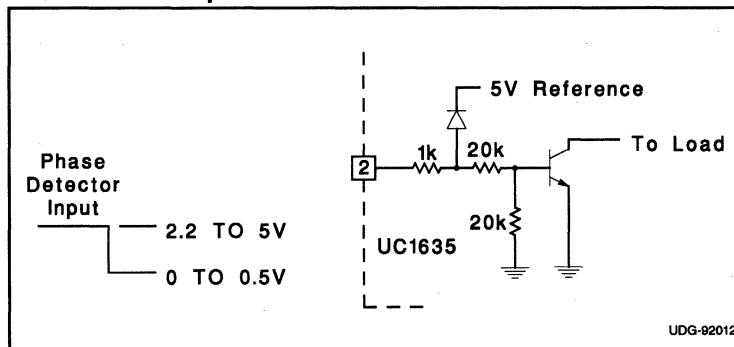 5V Reference
To Load
1k
20k
2
Phase
Detector
Input
20k
2.2 TO 5V
UC1635
0 TO 0.5V
UDG-92012